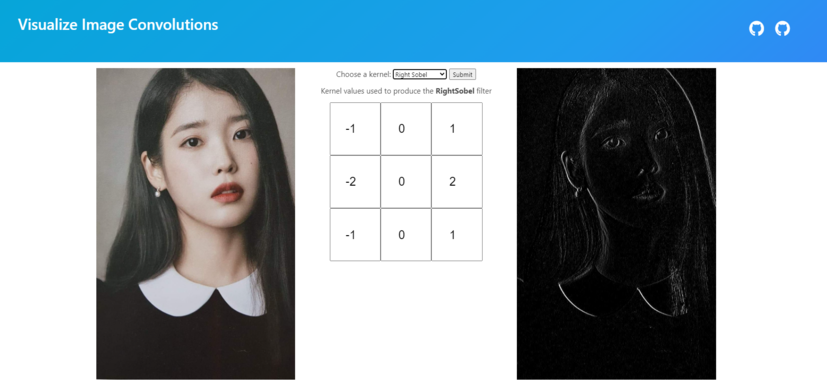 Visualize Image Convolutions
Choose a kernel: Right Sobel Submit
Kernel values used to produce the RightSobel filter
-1 0 1
-2 0 2
-1 0 1